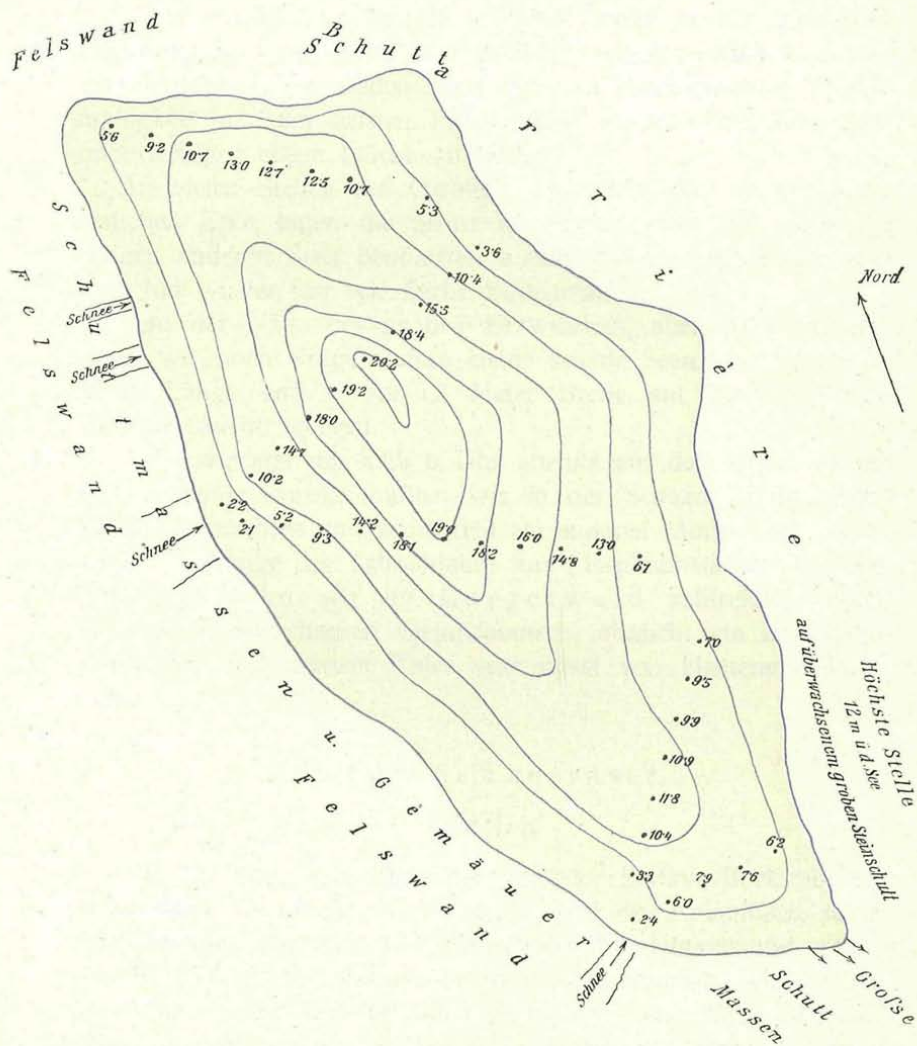 Felswand
Schutt
Barrière
5·6
9·2
10·7
13·0
12·7
12·5
10·7
5·3
3·6
10·4
15·5
18·4
20·2
19·2
18·0
14·1
10·2
2·2
Nord.
Schuttmassen u. Gemäuer
Felswand
Schnee
Schnee
Schnee
2·1
5·2
9·3
14·2
18·1
19·0
18·2
16·0
14·8
13·0
6·1
7·0
9·5
9·9
10·9
11·8
10·4
3·3
6·2
7·6
7·9
6·0
2·4
Höchste Stelle
12 m ü. d. See
auf überwachsenem groben Steinschutt
Felswand
Schnee
Große
Schutt
Massen